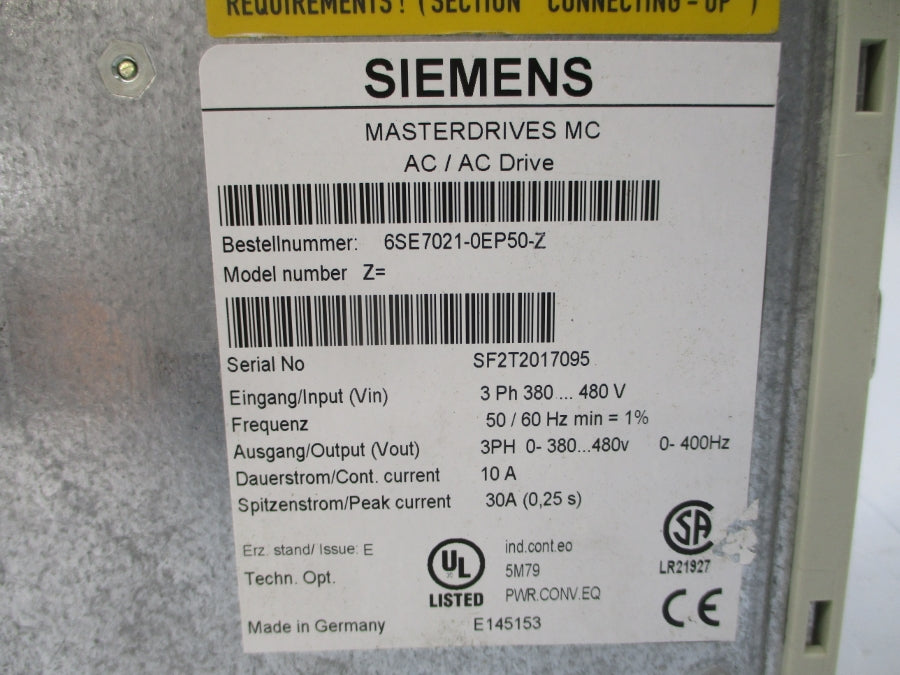 REQUIREMENTS! (SECTION "CONNECTING-UP")
SIEMENS
MASTERDRIVES MC
AC / AC Drive
Bestellnummer: 6SE7021-0EP50-Z
Model number Z=
Serial No SF2T2017095
Eingang/Input (Vin) 3 Ph 380 ... 480 V
Frequenz 50 / 60 Hz min = 1%
Ausgang/Output (Vout) 3PH 0- 380...480v 0- 400Hz
Dauerstrom/Cont. current 10 A
Spitzenstrom/Peak current 30A (0,25 s)
Erz. stand/ Issue: E
Techn. Opt.
UL
LISTED
ind.cont.eo
5M79
PWR.CONV.EQ
E145153
SA
LR21927
CE
Made in Germany